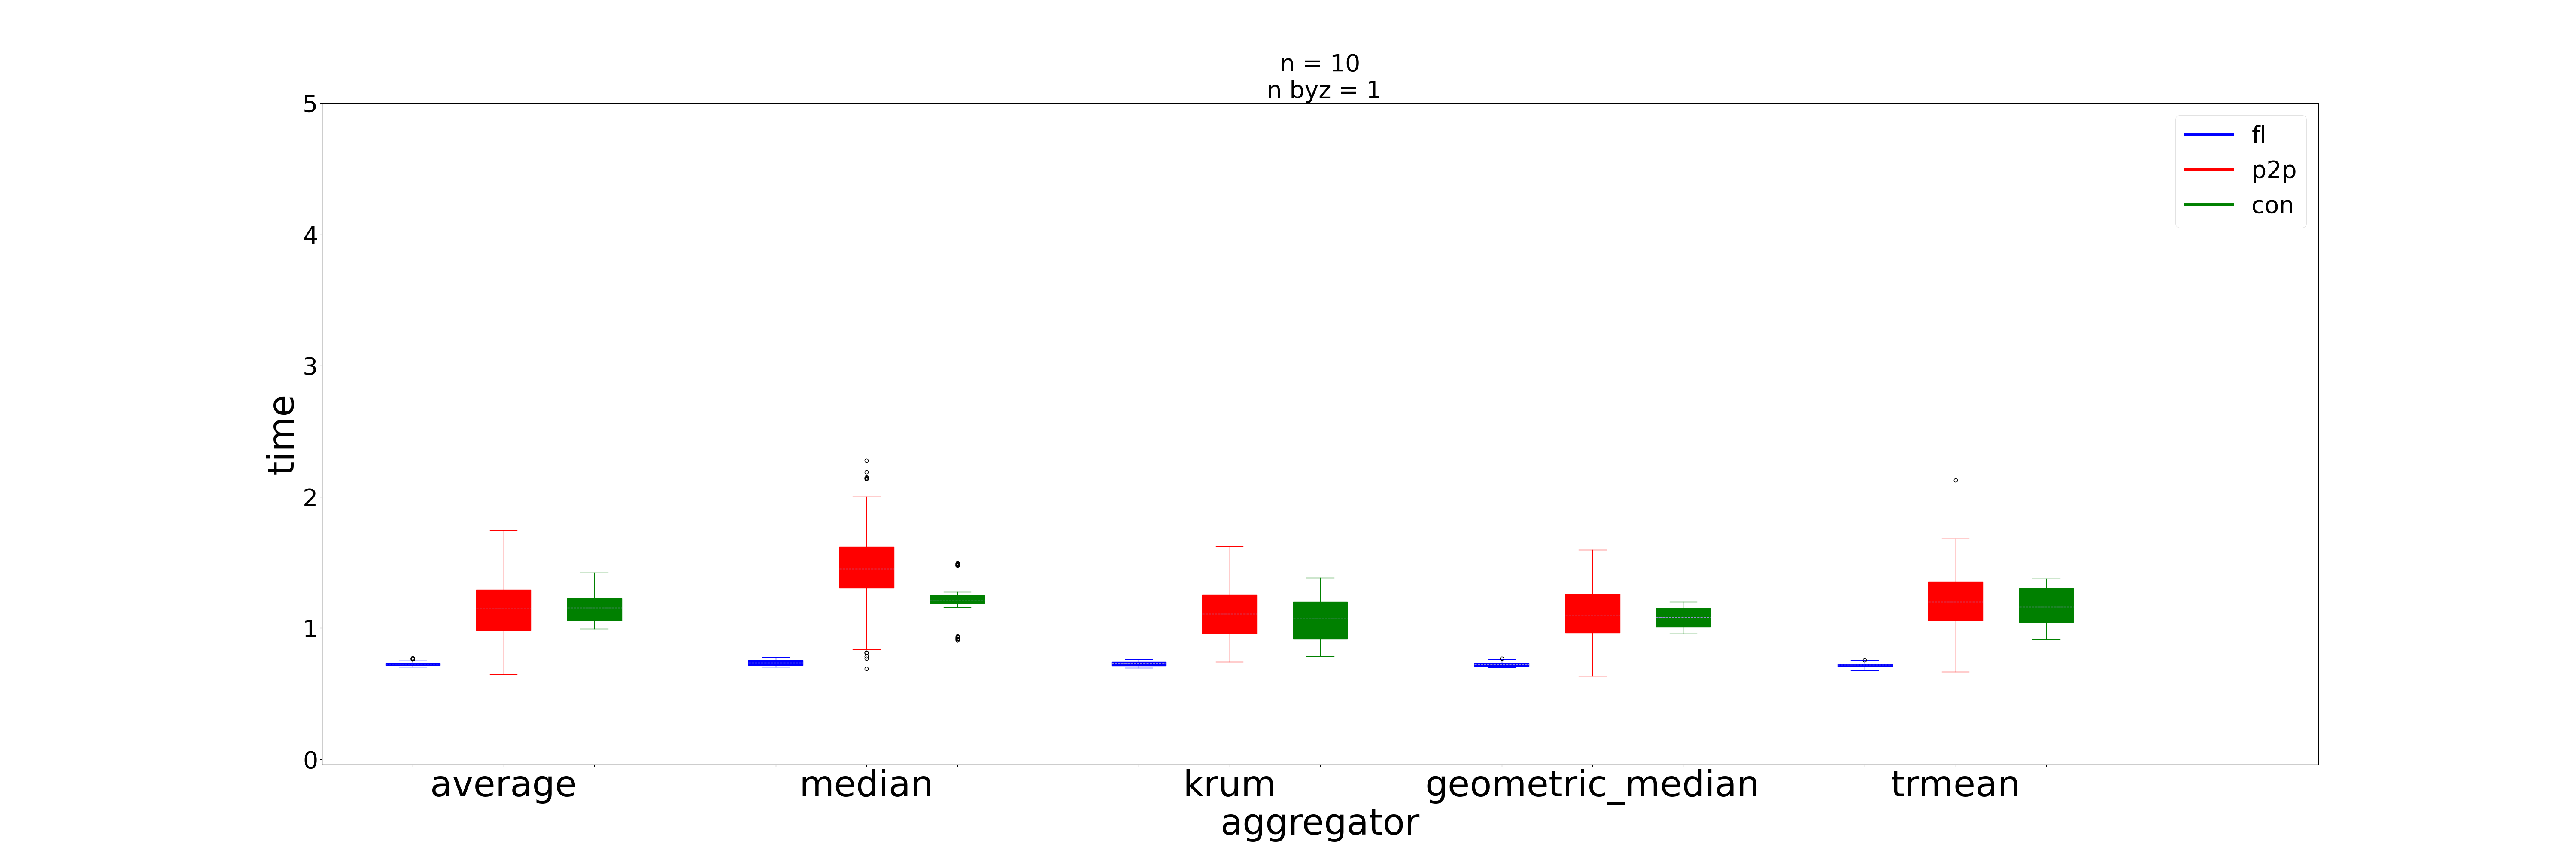 n = 10
n byz = 1
5
4
3
2
1
0
time
fl
p2p
con
average median krum geometric_median trmean
aggregator